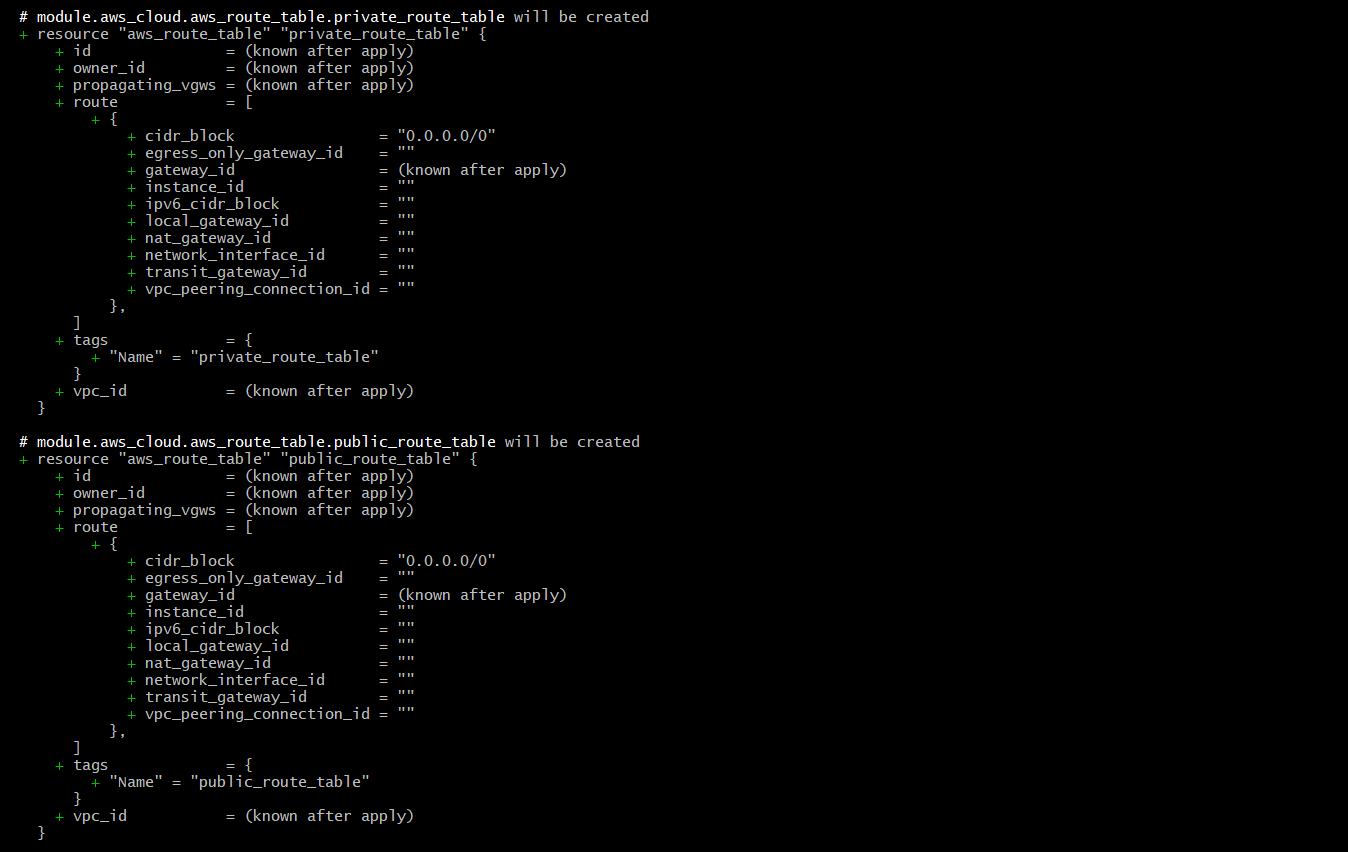 # module.aws_cloud.aws_route_table.private_route_table will be created
+ resource "aws_route_table" "private_route_table" {
    + id               = (known after apply)
    + owner_id         = (known after apply)
    + propagating_vgws = (known after apply)
    + route            = [
        + {
            + cidr_block                = "0.0.0.0/0"
            + egress_only_gateway_id    = ""
            + gateway_id                = (known after apply)
            + instance_id               = ""
            + ipv6_cidr_block           = ""
            + local_gateway_id          = ""
            + nat_gateway_id            = ""
            + network_interface_id      = ""
            + transit_gateway_id        = ""
            + vpc_peering_connection_id = ""
          },
      ]
    + tags             = {
        + "Name" = "private_route_table"
      }
    + vpc_id           = (known after apply)
  }

# module.aws_cloud.aws_route_table.public_route_table will be created
+ resource "aws_route_table" "public_route_table" {
    + id               = (known after apply)
    + owner_id         = (known after apply)
    + propagating_vgws = (known after apply)
    + route            = [
        + {
            + cidr_block                = "0.0.0.0/0"
            + egress_only_gateway_id    = ""
            + gateway_id                = (known after apply)
            + instance_id               = ""
            + ipv6_cidr_block           = ""
            + local_gateway_id          = ""
            + nat_gateway_id            = ""
            + network_interface_id      = ""
            + transit_gateway_id        = ""
            + vpc_peering_connection_id = ""
          },
      ]
    + tags             = {
        + "Name" = "public_route_table"
      }
    + vpc_id           = (known after apply)
  }